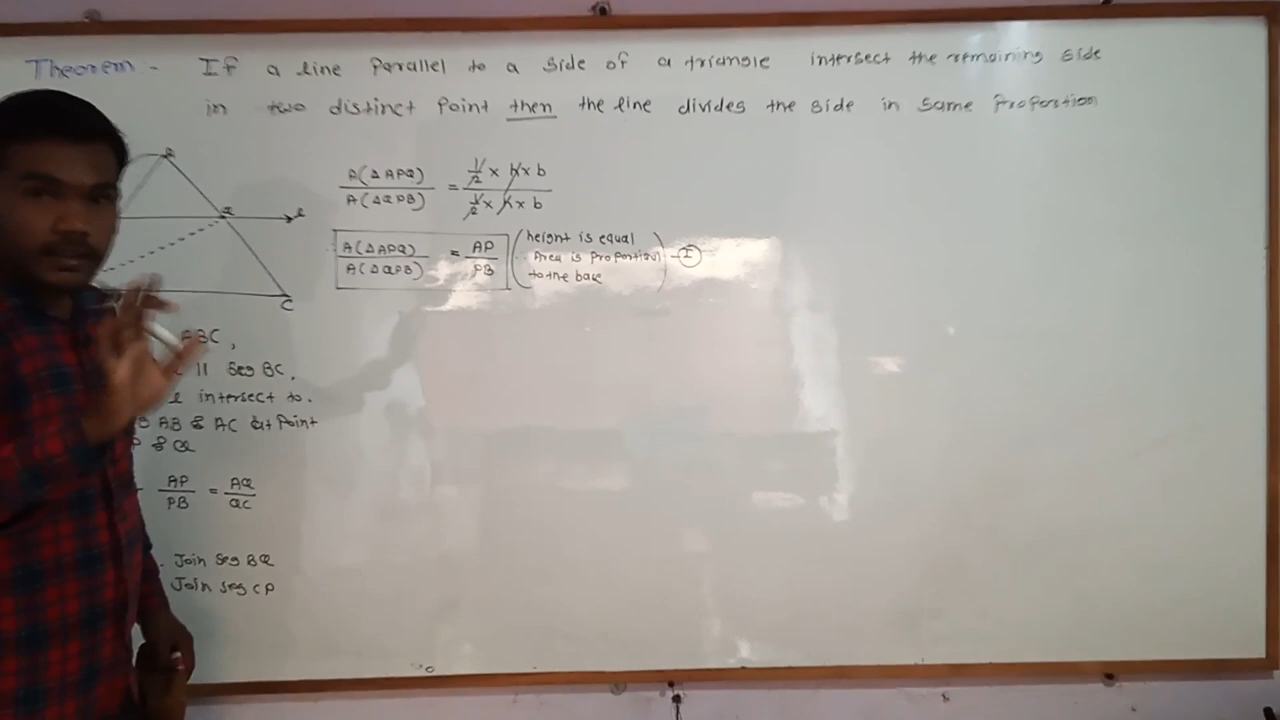 Theorem - If a line Parallel to a side of a triangle intersect the remaining side
in two distinct Point then the line divides the side in same Proportion
A
Q l
C
A(Δ APQ) / A(Δ QPB) = 1/2 × h × b / 1/2 × h × b
A(Δ APQ) / A(Δ QPB) = AP / PB (height is equal
Area is Proportion
to the base) - I
ABC,
|| Seg BC,
l intersect to.
AB & AC at Point
P & Q
AP / PB = AQ / QC
. Join Seg BQ
Join Seg CP